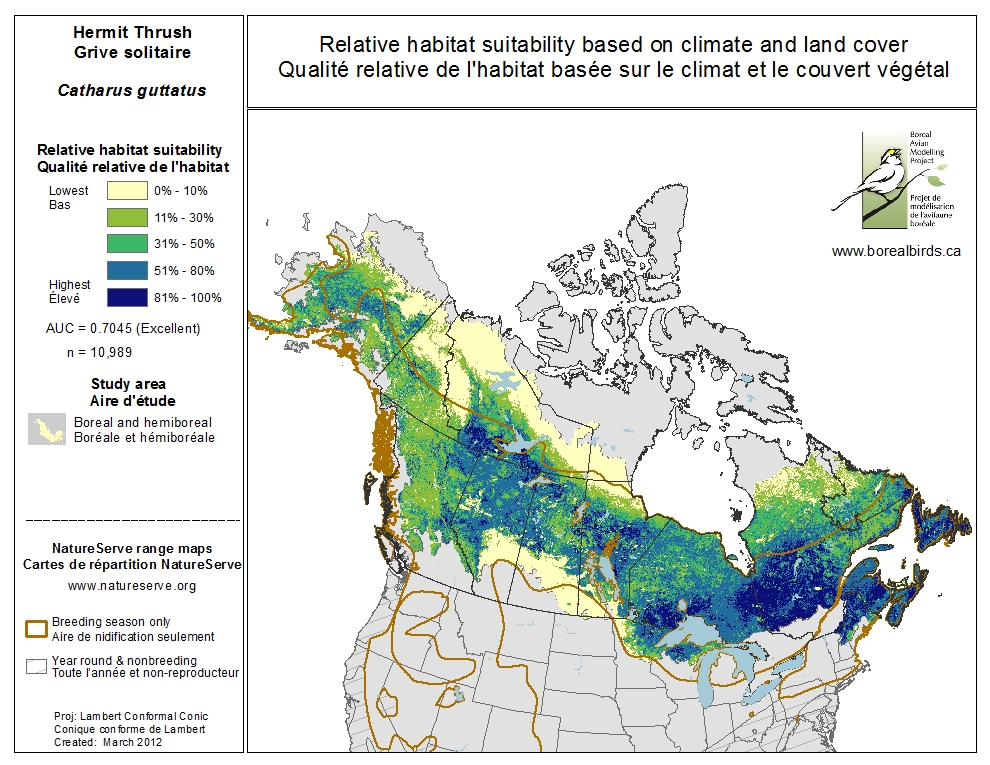 Hermit Thrush
Grive solitaire
Catharus guttatus
Relative habitat suitability
Qualité relative de l'habitat
Lowest
Bas
0% - 10%
11% - 30%
31% - 50%
51% - 80%
Highest
Élevé
81% - 100%
AUC = 0.7045 (Excellent)
n = 10,989
Study area
Aire d'étude
Boreal and hemiboreal
Boréale et hémiboréale
NatureServe range maps
Cartes de répartition NatureServe
www.natureserve.org
Breeding season only
Aire de nidification seulement
Year round & nonbreeding
Toute l'année et non-reproducteur
Proj: Lambert Conformal Conic
Conique conforme de Lambert
Created: March 2012
Relative habitat suitability based on climate and land cover
Qualité relative de l'habitat basée sur le climat et le couvert végétal
Boreal
Avian
Modelling
Project
Projet de
modélisation
de l'avifaune
boréale
www.borealbirds.ca